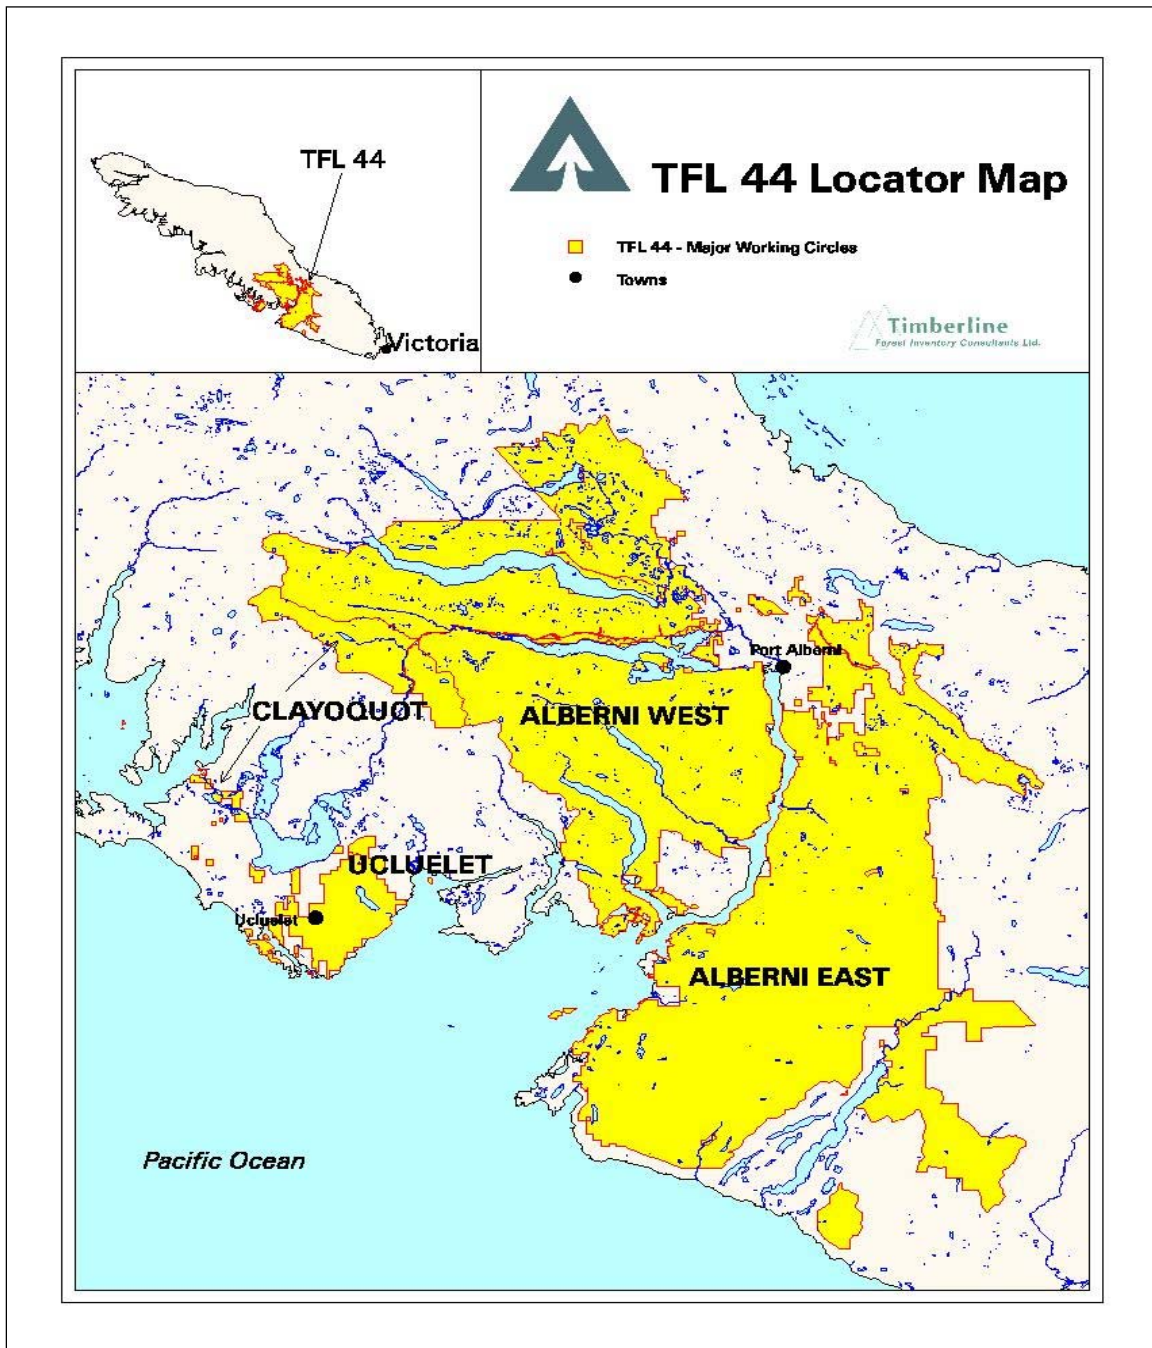 TFL 44
Victoria
TFL 44 Locator Map
TFL 44 - Major Working Circles
Towns
Timberline
Forest Inventory Consultants Ltd.
Port Alberni
CLAYOQUOT
ALBERNI WEST
UCLUELET
Ucluelet
ALBERNI EAST
Pacific Ocean